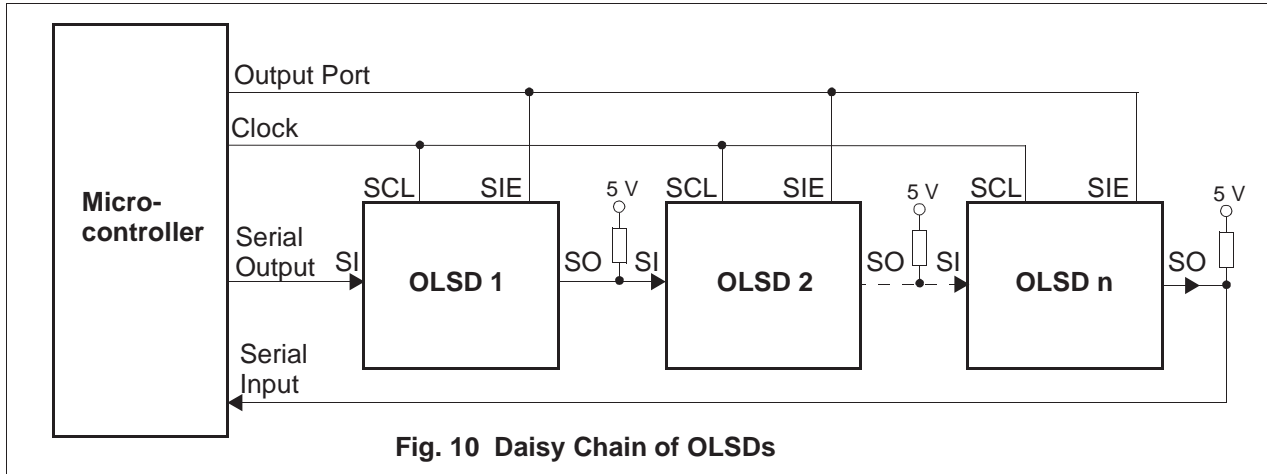 Output Port
Clock
SCL
SIE
5 V
SCL
SIE
5 V
SCL
SIE
5 V
Micro-
controller
Serial
Output
SI
OLSD 1
SO
SI
OLSD 2
SO
SI
OLSD n
SO
Serial
Input
Fig. 10 Daisy Chain of OLSDs